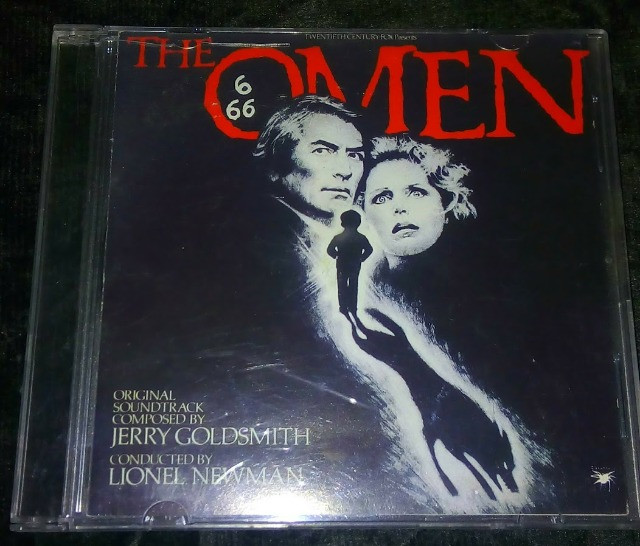 TWENTIETH CENTURY-FOX Presents
THE OMEN
6
66
ORIGINAL
SOUNDTRACK
COMPOSED BY
JERRY GOLDSMITH
CONDUCTED BY
LIONEL NEWMAN